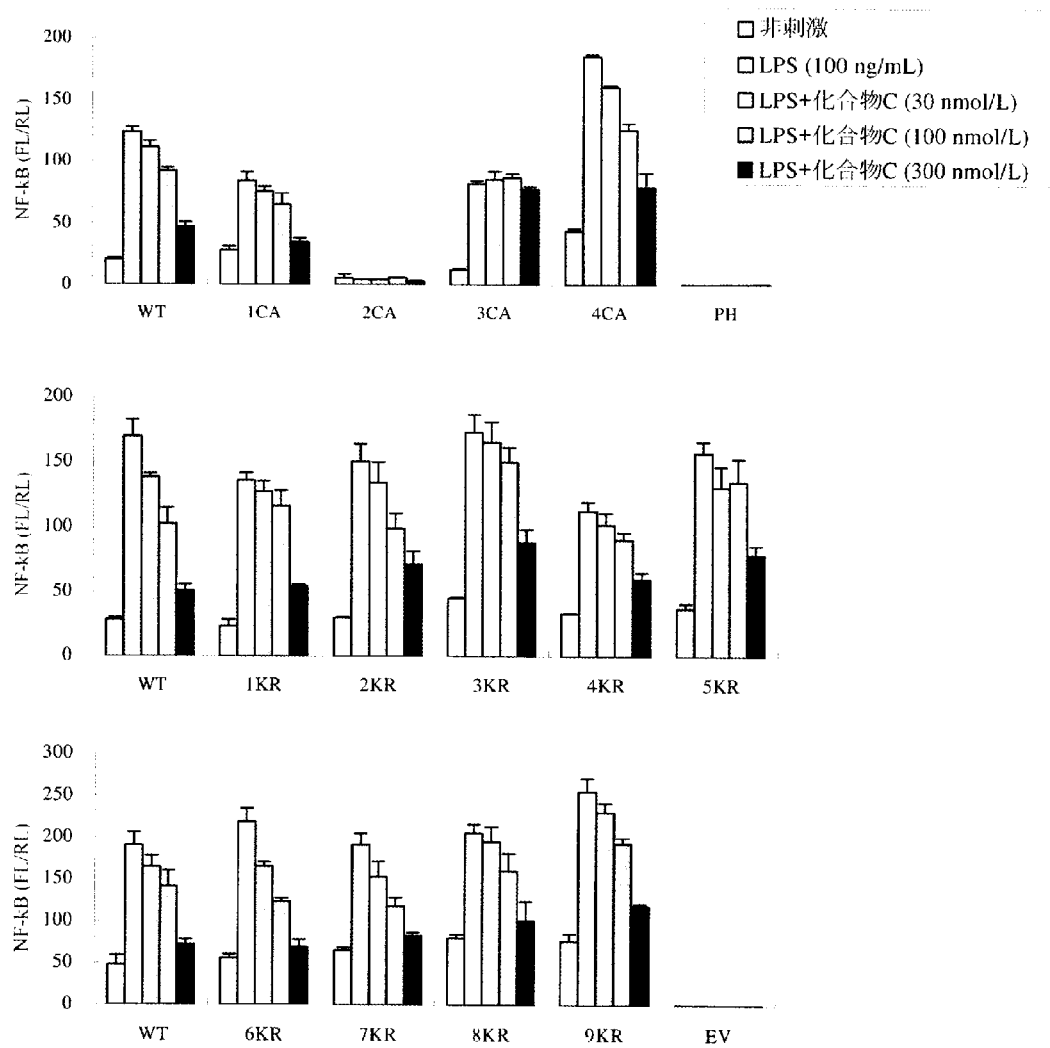 非刺激
LPS (100 ng/mL)
LPS+化合物C (30 nmol/L)
LPS+化合物C (100 nmol/L)
LPS+化合物C (300 nmol/L)
NF-kB (FL/RL)
200
150
100
50
0
WT 1CA 2CA 3CA 4CA PH
NF-kB (FL/RL)
200
150
100
50
0
WT 1KR 2KR 3KR 4KR 5KR
NF-kB (FL/RL)
300
250
200
150
100
50
0
WT 6KR 7KR 8KR 9KR EV